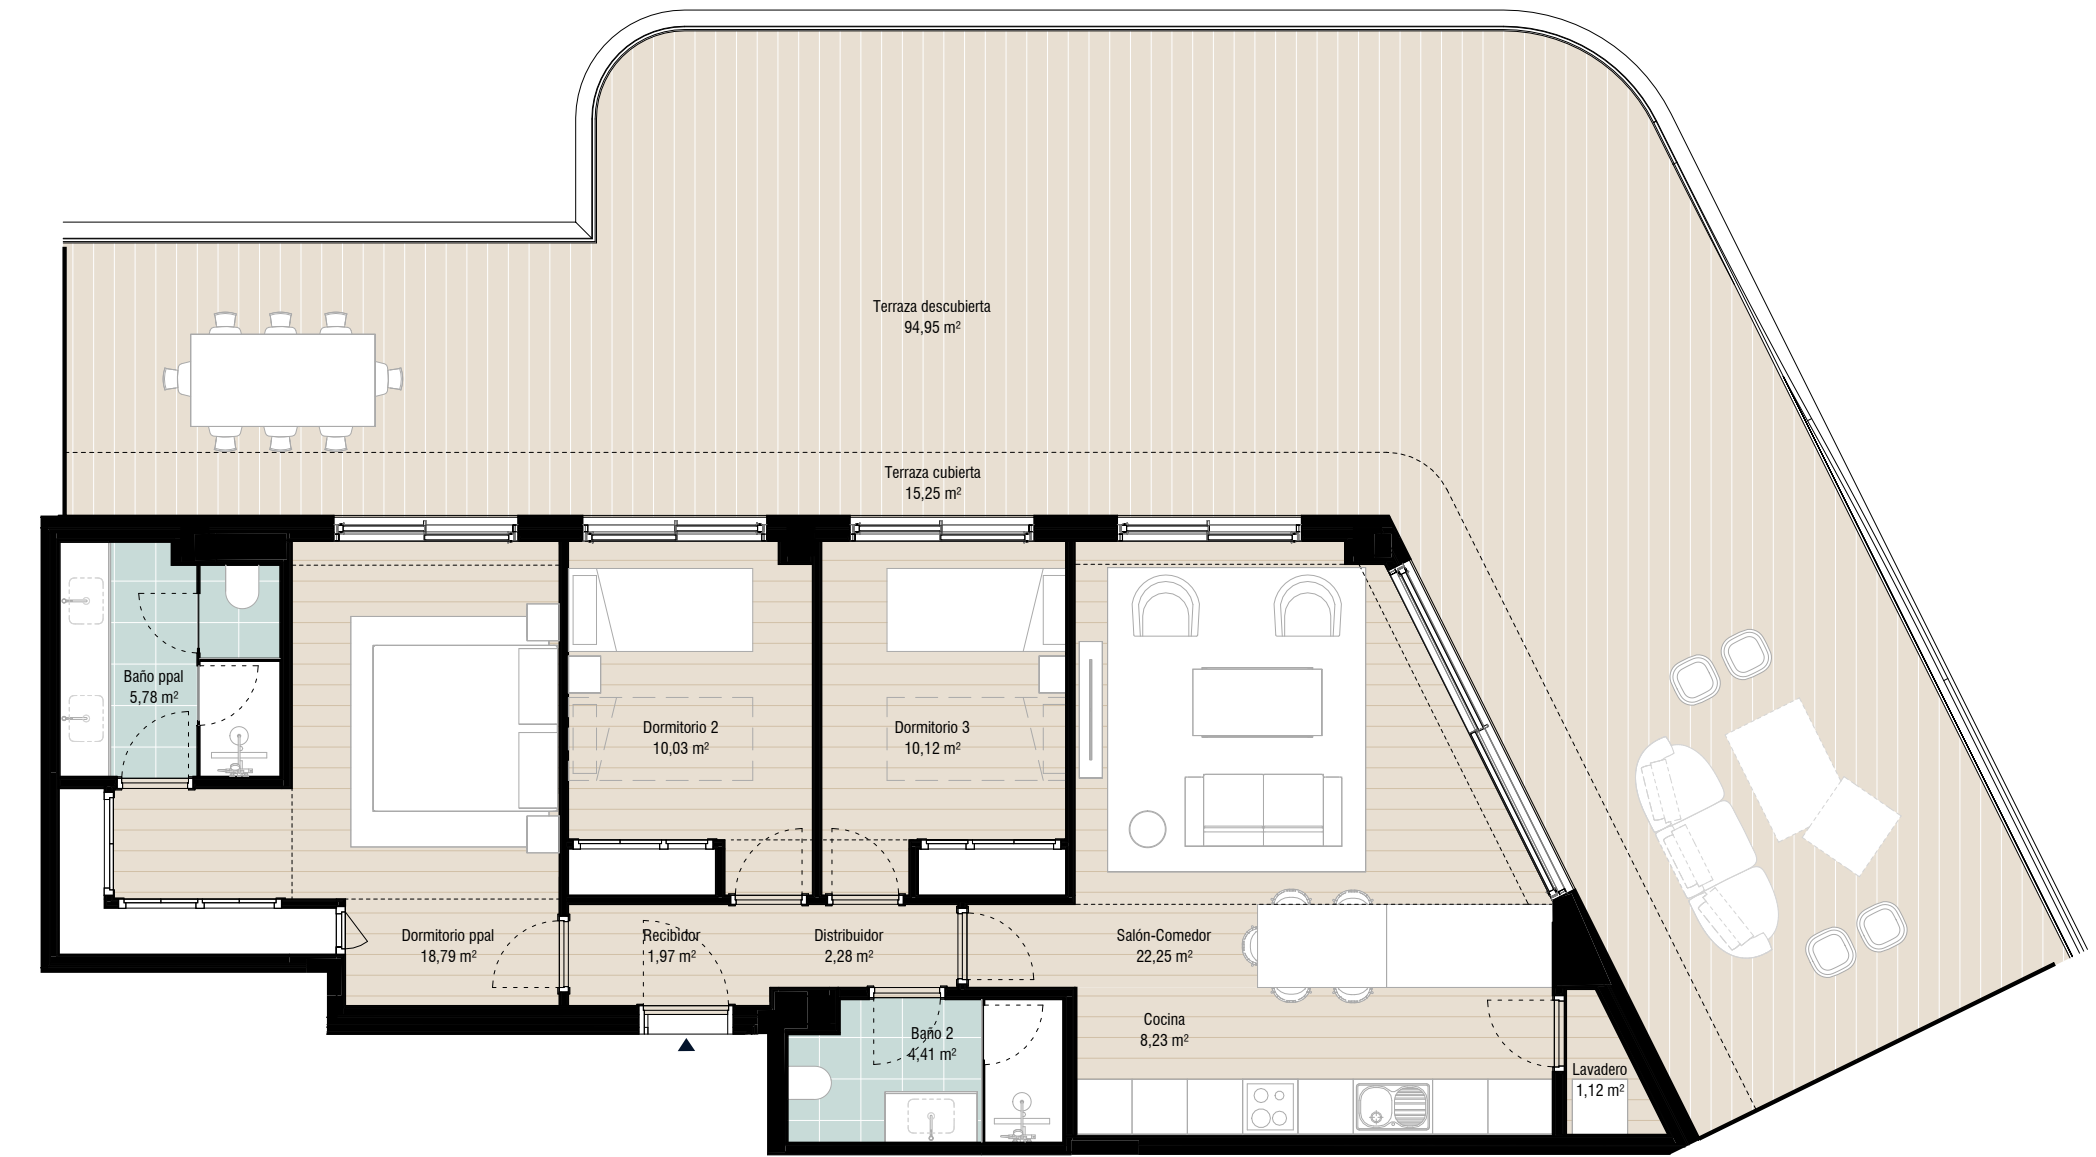 Terraza descubierta
94,95 m²
Terraza cubierta
15,25 m²
Baño ppal
5,78 m²
Dormitorio 2
10,03 m²
Dormitorio 3
10,12 m²
Dormitorio ppal
18,79 m²
Recibidor
1,97 m²
Distribuidor
2,28 m²
Salón-Comedor
22,25 m²
Cocina
8,23 m²
Baño 2
4,41 m²
Lavadero
1,12 m²